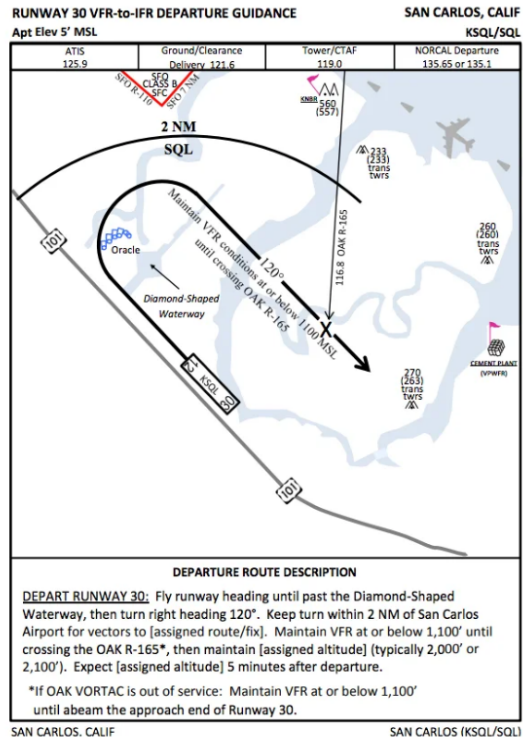 RUNWAY 30 VFR-to-IFR DEPARTURE GUIDANCE SAN CARLOS, CALIF
Apt Elev 5' MSL KSQL/SQL
ATIS
125.9
Ground/Clearance
Delivery 121.6
Tower/CTAF
119.0
NORCAL Departure
135.65 or 135.1
SFO
CLASS B
SFC
SFO R-110
SFO 7 NM
KNBR
560
(557)
2 NM
SQL
233
(233)
trans
twrs
101
Oracle
Diamond-Shaped
Waterway
Maintain VFR conditions at or below 1100 MSL
until crossing OAK R-165
120°
116.8 OAK R-165
260
(260)
trans
twrs
X
CEMENT PLANT
(VPWFR)
270
(263)
trans
twrs
12
KSQL
30
101
DEPARTURE ROUTE DESCRIPTION
DEPART RUNWAY 30: Fly runway heading until past the Diamond-Shaped
Waterway, then turn right heading 120°. Keep turn within 2 NM of San Carlos
Airport for vectors to [assigned route/fix]. Maintain VFR at or below 1,100' until
crossing the OAK R-165*, then maintain [assigned altitude] (typically 2,000' or
2,100'). Expect [assigned altitude] 5 minutes after departure.
*If OAK VORTAC is out of service: Maintain VFR at or below 1,100'
until abeam the approach end of Runway 30.
SAN CARLOS, CALIF SAN CARLOS (KSQL/SQL)